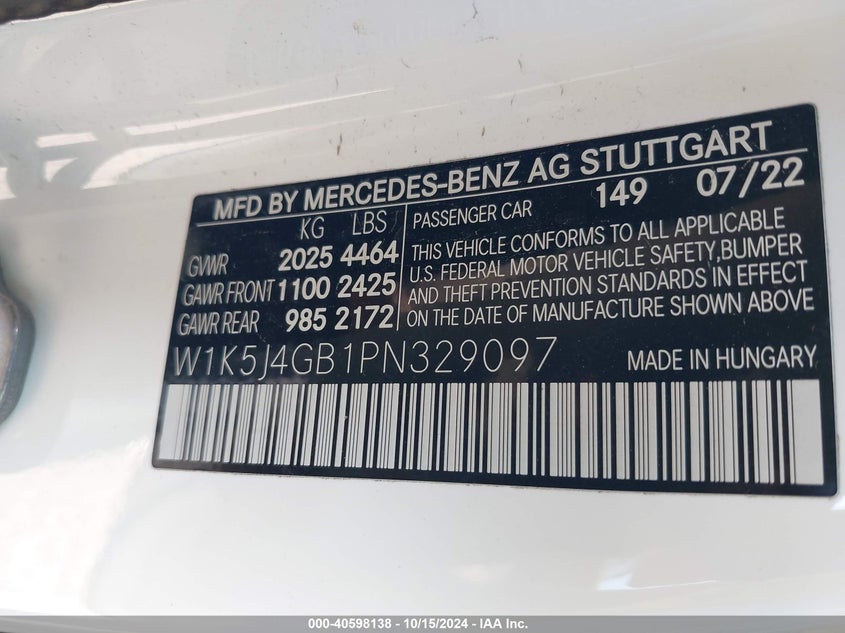 MFD BY MERCEDES-BENZ AG STUTTGART
KG LBS
GVWR 2025 4464
GAWR FRONT 1100 2425
GAWR REAR 985 2172
PASSENGER CAR 149 07/22
THIS VEHICLE CONFORMS TO ALL APPLICABLE
U.S. FEDERAL MOTOR VEHICLE SAFETY,BUMPER
AND THEFT PREVENTION STANDARDS IN EFFECT
ON THE DATE OF MANUFACTURE SHOWN ABOVE
W1K5J4GB1PN329097 MADE IN HUNGARY
000-40598138 - 10/15/2024 - IAA Inc.